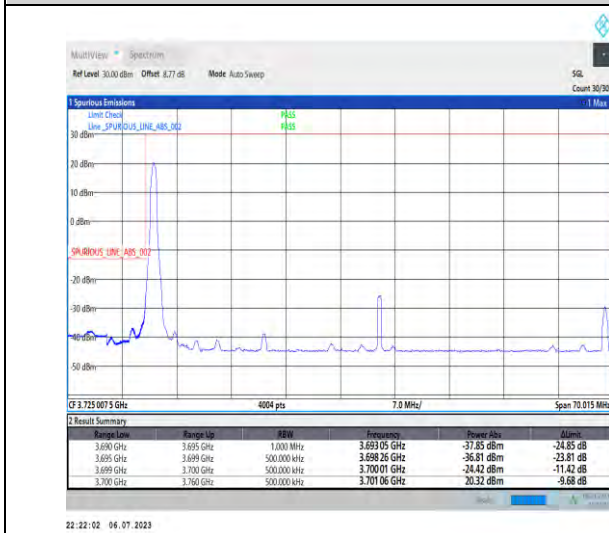 MultiView Spectrum
Ref Level 30.00 dBm Offset 8.77 dB Mode Auto Sweep SGL
Count 30/30
1 Spurious Emissions 1 Max
Limit Check PASS
Line _SPURIOUS_LINE_ABS_002 PASS
30 dBm
20 dBm
10 dBm
0 dBm
_SPURIOUS_LINE_ABS_002
-20 dBm
-30 dBm
-40 dBm
-50 dBm
CF 3.725 007 5 GHz 4004 pts 7.0 MHz/ Span 70.015 MHz
2 Result Summary
Range Low Range Up RBW Frequency Power Abs ΔLimit
3.690 GHz 3.695 GHz 1.000 MHz 3.693 05 GHz -37.85 dBm -24.85 dB
3.695 GHz 3.699 GHz 500.000 kHz 3.698 26 GHz -36.81 dBm -23.81 dB
3.699 GHz 3.700 GHz 500.000 kHz 3.700 01 GHz -24.42 dBm -11.42 dB
3.700 GHz 3.760 GHz 500.000 kHz 3.701 06 GHz 20.32 dBm -9.68 dB
22:22:02 06.07.2023